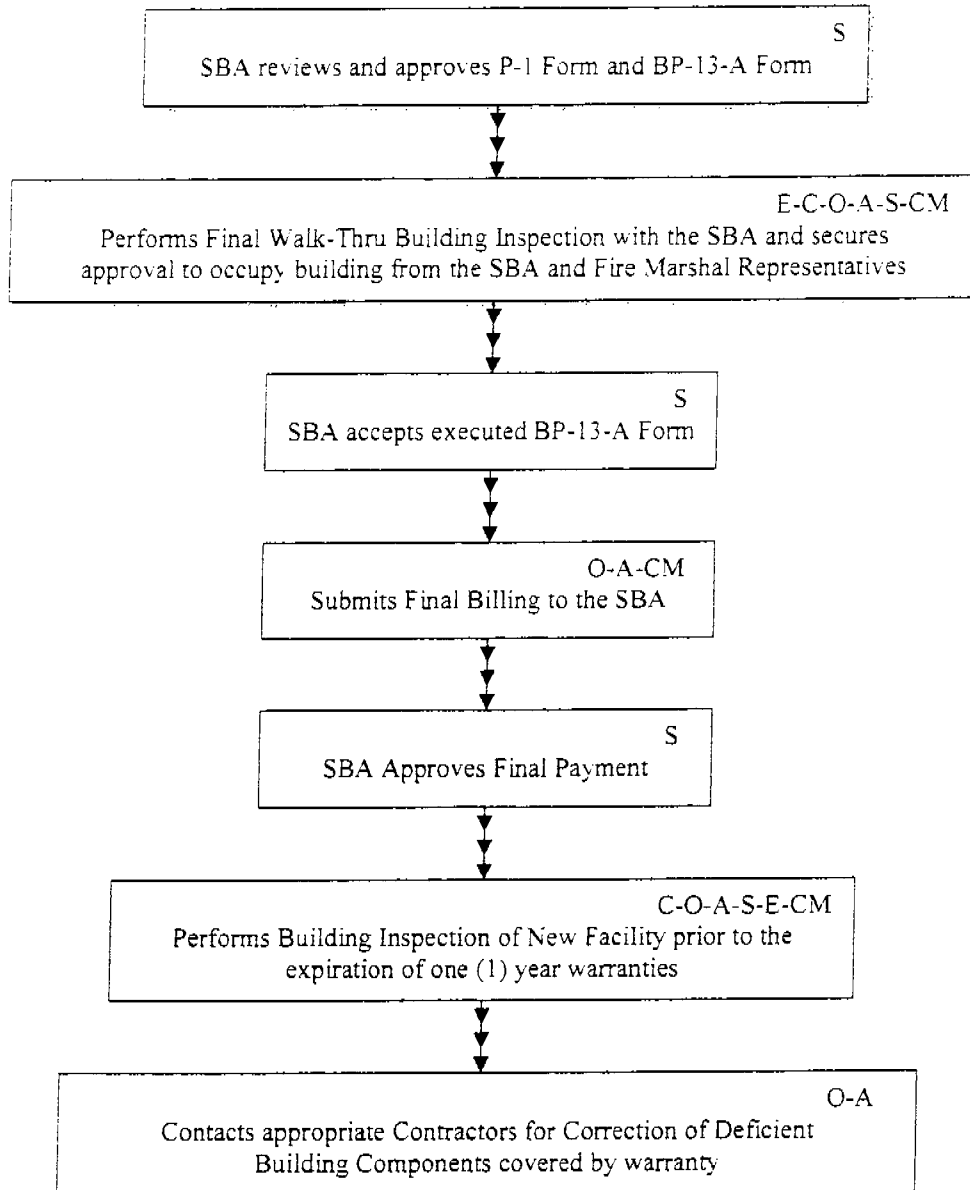 S
SBA reviews and approves P-1 Form and BP-13-A Form
E-C-O-A-S-CM
Performs Final Walk-Thru Building Inspection with the SBA and secures
approval to occupy building from the SBA and Fire Marshal Representatives
S
SBA accepts executed BP-13-A Form
O-A-CM
Submits Final Billing to the SBA
S
SBA Approves Final Payment
C-O-A-S-E-CM
Performs Building Inspection of New Facility prior to the
expiration of one (1) year warranties
O-A
Contacts appropriate Contractors for Correction of Deficient
Building Components covered by warranty